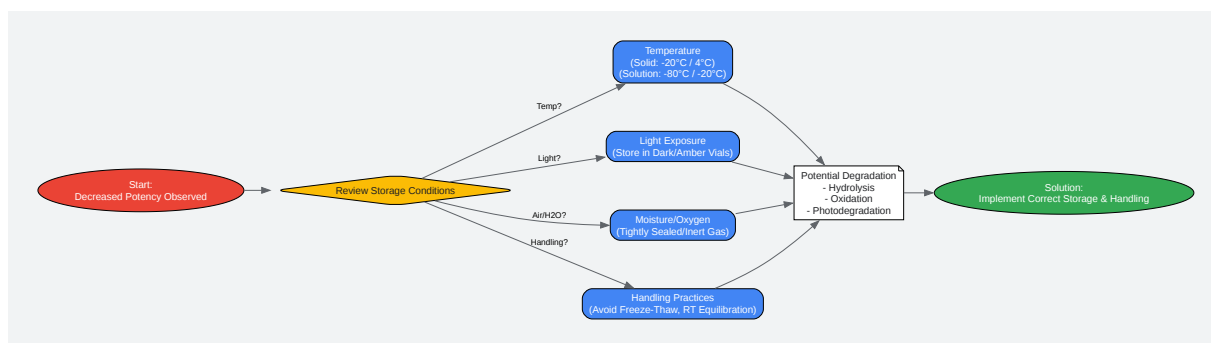 Start:
Decreased Potency Observed
Review Storage Conditions
Temp?
Light?
Air/H2O?
Handling?
Temperature
(Solid: -20°C / 4°C)
(Solution: -80°C / -20°C)
Light Exposure
(Store in Dark/Amber Vials)
Moisture/Oxygen
(Tightly Sealed/Inert Gas)
Handling Practices
(Avoid Freeze-Thaw, RT Equilibration)
Potential Degradation
- Hydrolysis
- Oxidation
- Photodegradation
Solution:
Implement Correct Storage & Handling